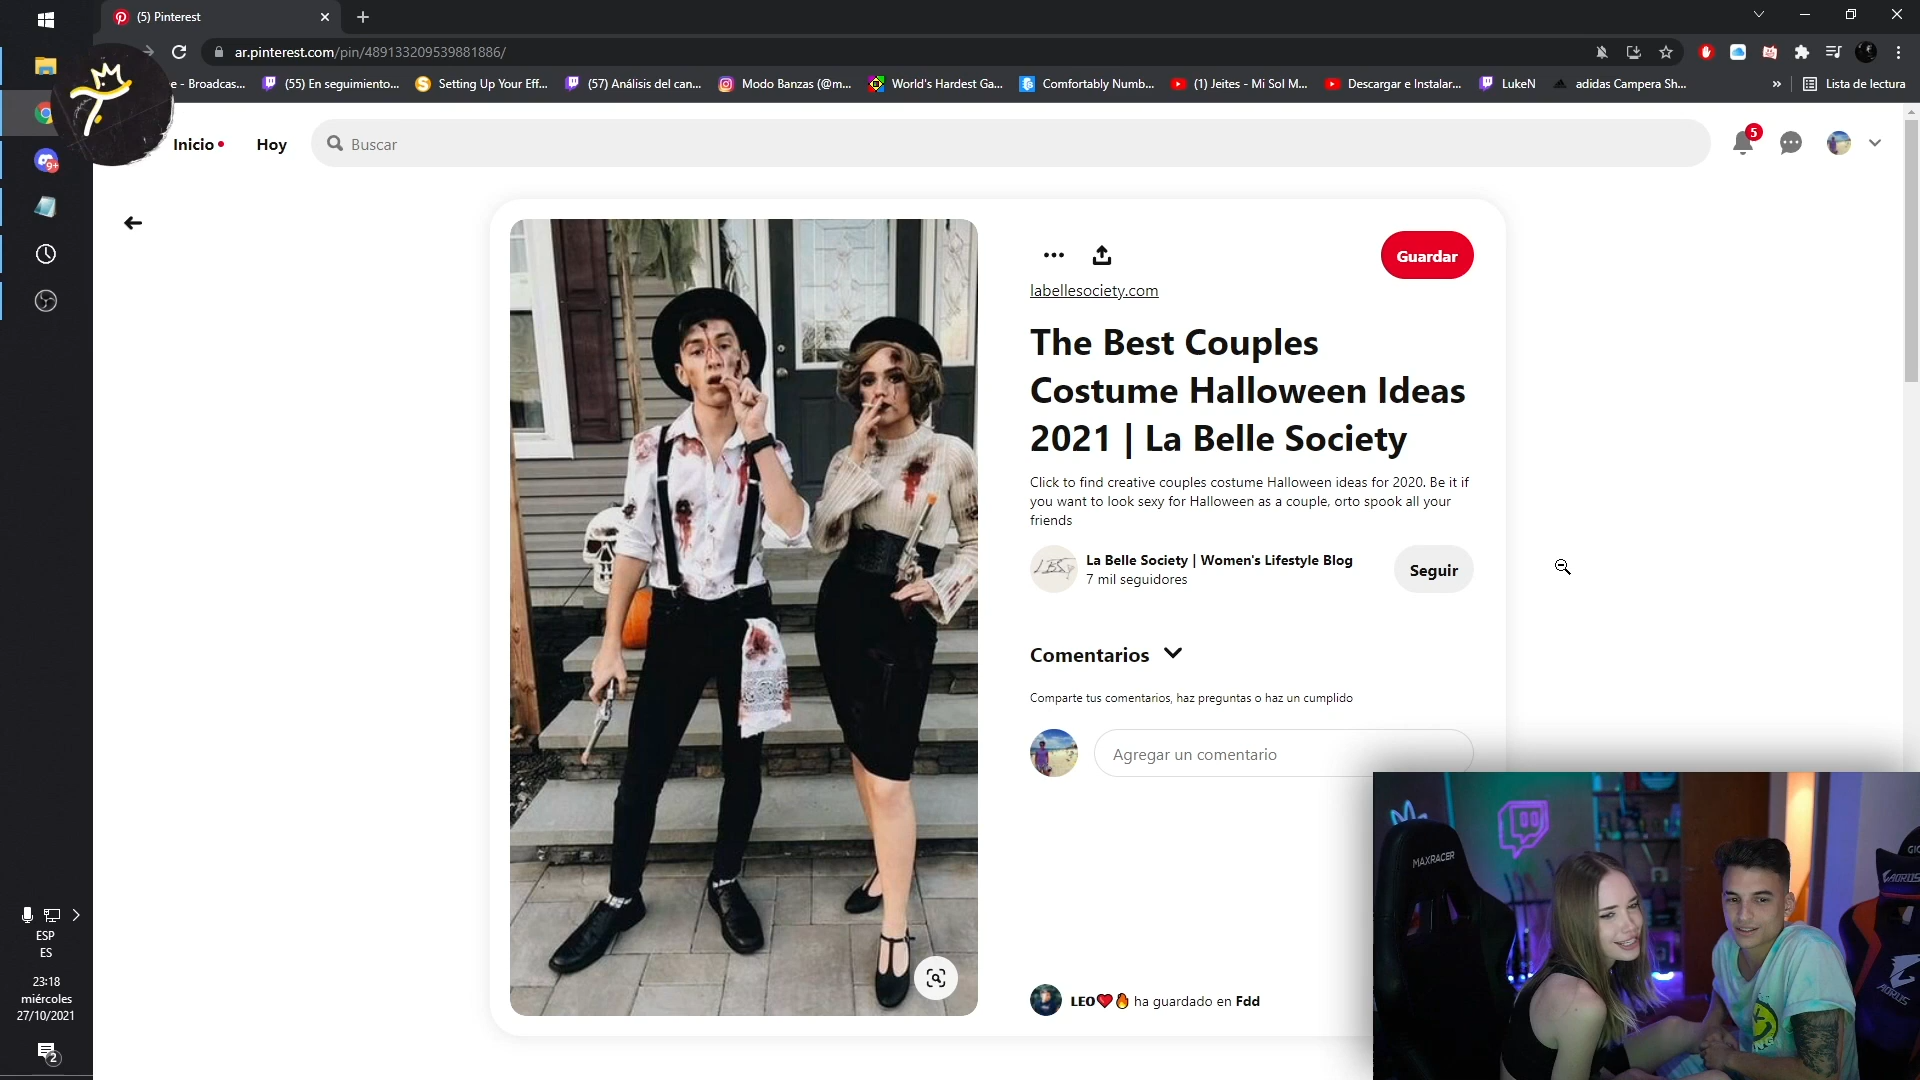 (5) Pinterest
ar.pinterest.com/pin/489133209539881886/
e - Broadcas...
(55) En seguimiento...
Setting Up Your Eff...
(57) Análisis del can...
Modo Banzas (@m...
World's Hardest Ga...
Comfortably Numb...
(1) Jeites - Mi Sol M...
Descargar e Instalar...
LukeN
adidas Campera Sh...
»
Lista de lectura
Inicio
Hoy
Buscar
5
9+
Guardar
labellesociety.com
The Best Couples
Costume Halloween Ideas
2021 | La Belle Society
Click to find creative couples costume Halloween ideas for 2020. Be it if
you want to look sexy for Halloween as a couple, orto spook all your
friends
La Belle Society | Women's Lifestyle Blog
7 mil seguidores
Seguir
Comentarios
Comparte tus comentarios, haz preguntas o haz un cumplido
Agregar un comentario
LEO❤🔥 ha guardado en Fdd
MAXRACER
AORUS
AORUS
ESP
ES
23:18
miércoles
27/10/2021
2